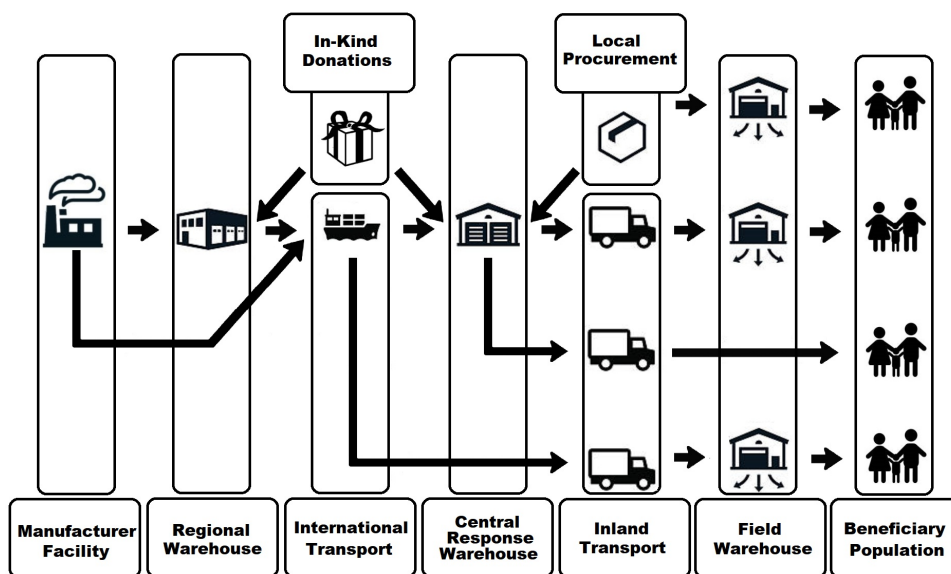 In-Kind
Donations
Local
Procurement
Manufacturer
Facility
Regional
Warehouse
International
Transport
Central
Response
Warehouse
Inland
Transport
Field
Warehouse
Beneficiary
Population